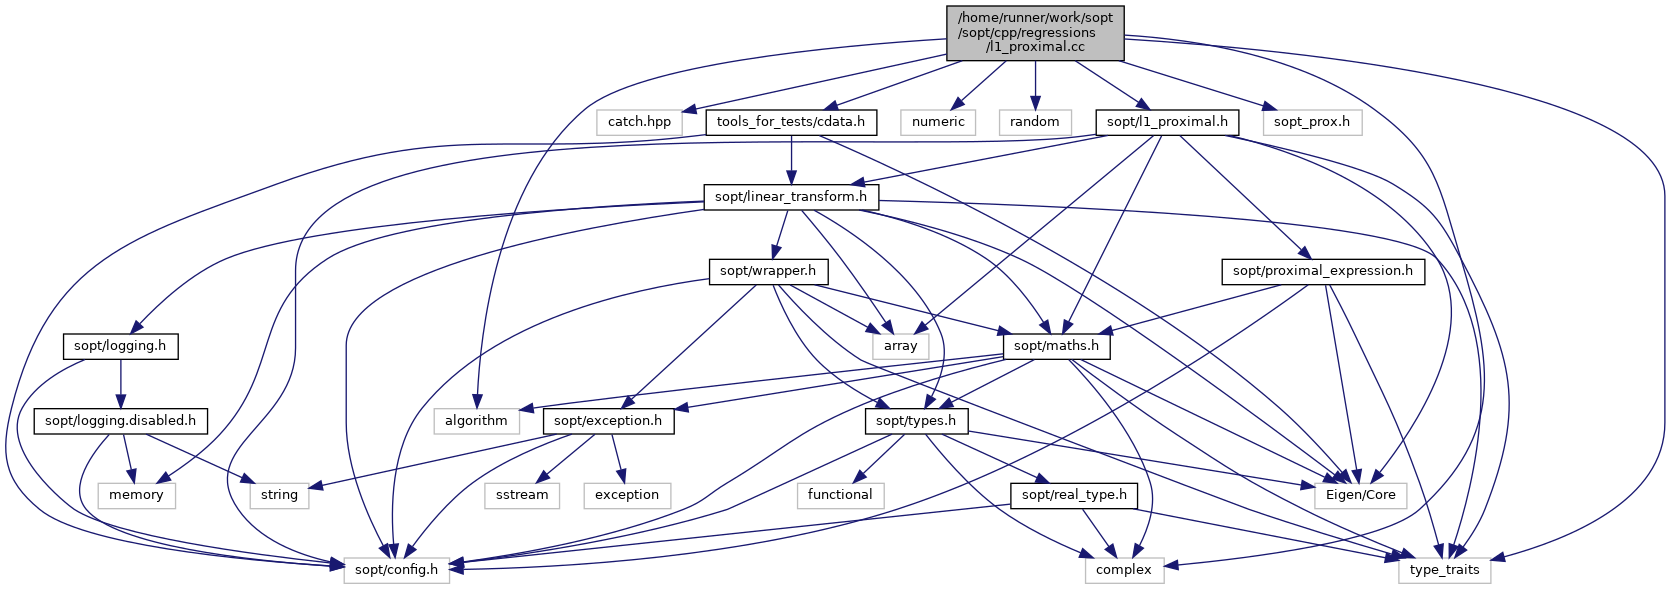 /home/runner/work/sopt
/sopt/cpp/regressions
/l1_proximal.cc
catch.hpp
tools_for_tests/cdata.h
numeric
random
sopt/l1_proximal.h
sopt_prox.h
sopt/linear_transform.h
sopt/wrapper.h
sopt/proximal_expression.h
sopt/logging.h
array
sopt/maths.h
sopt/logging.disabled.h
algorithm
sopt/exception.h
sopt/types.h
memory
string
sstream
exception
functional
sopt/real_type.h
Eigen/Core
sopt/config.h
complex
type_traits